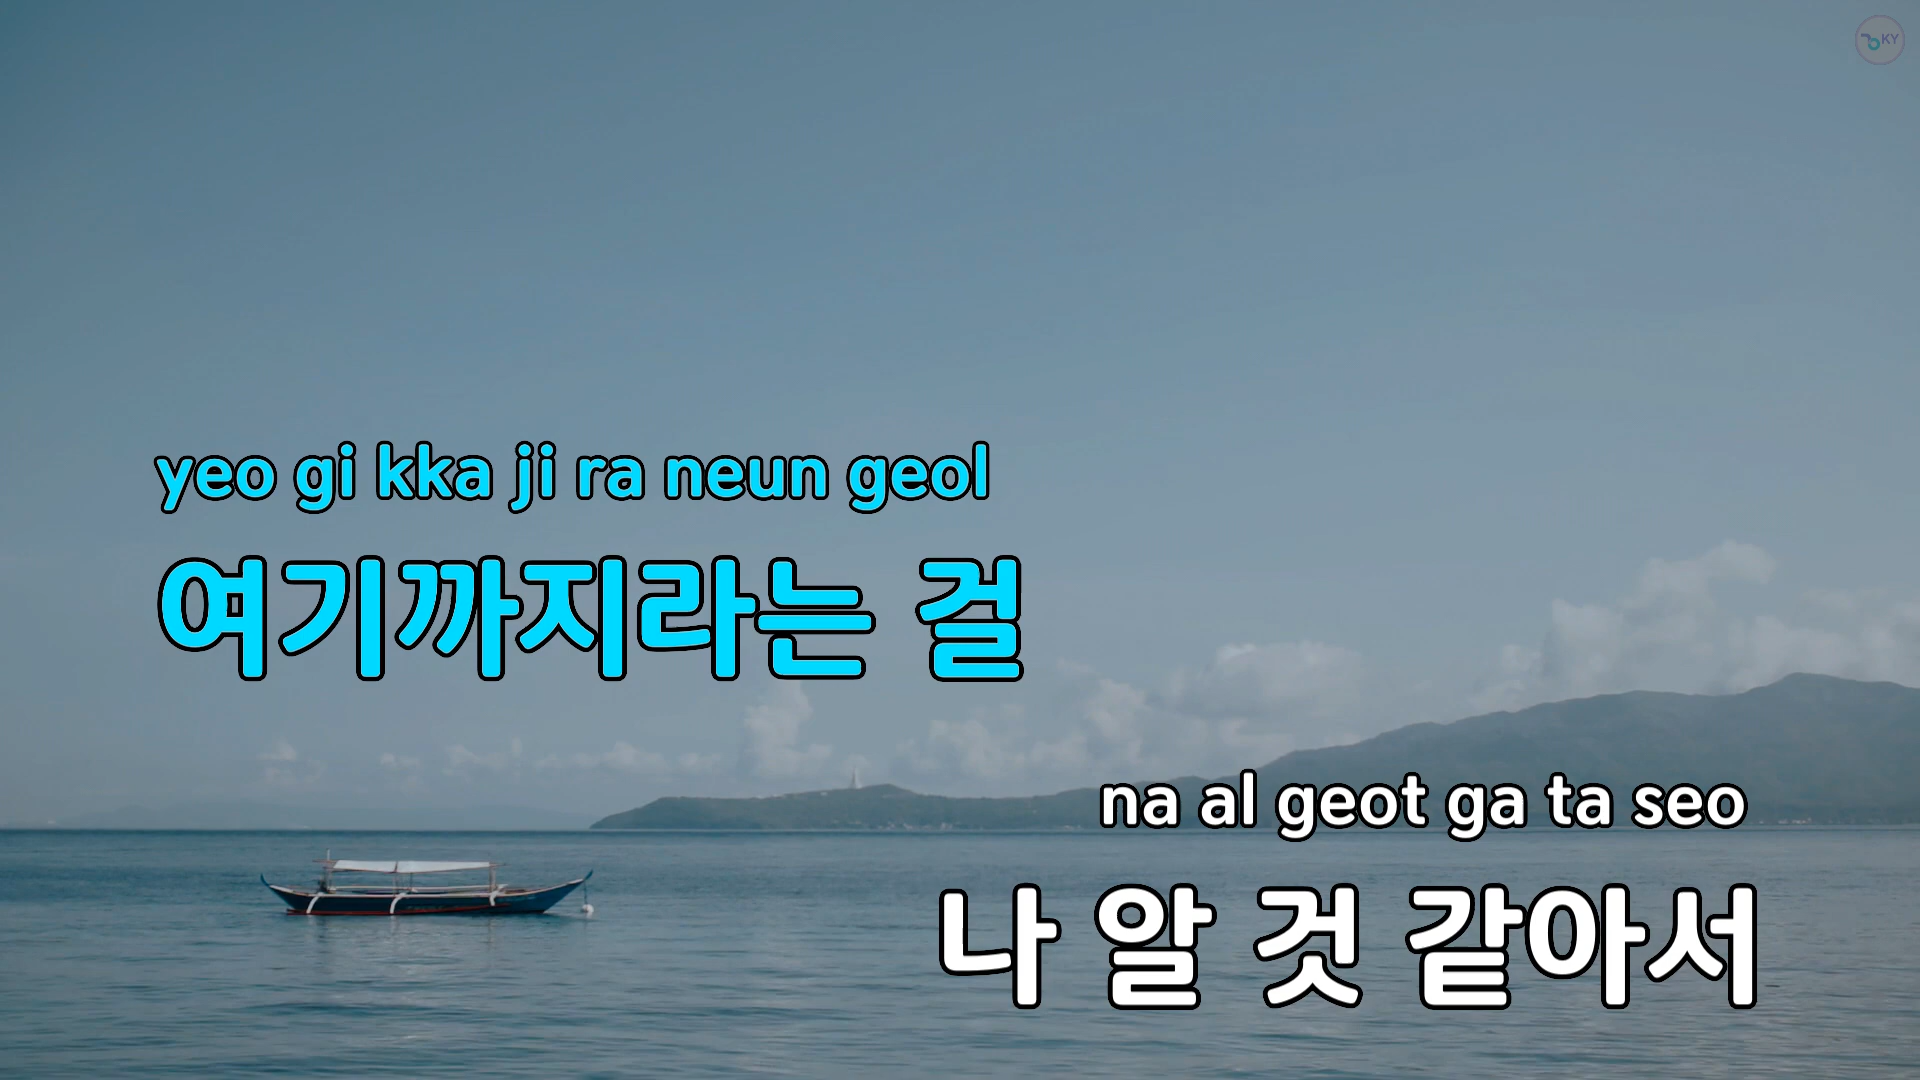 KY
yeo gi kka ji ra neun geol
여기까지라는 걸
na al geot ga ta seo
나 알 것 같아서